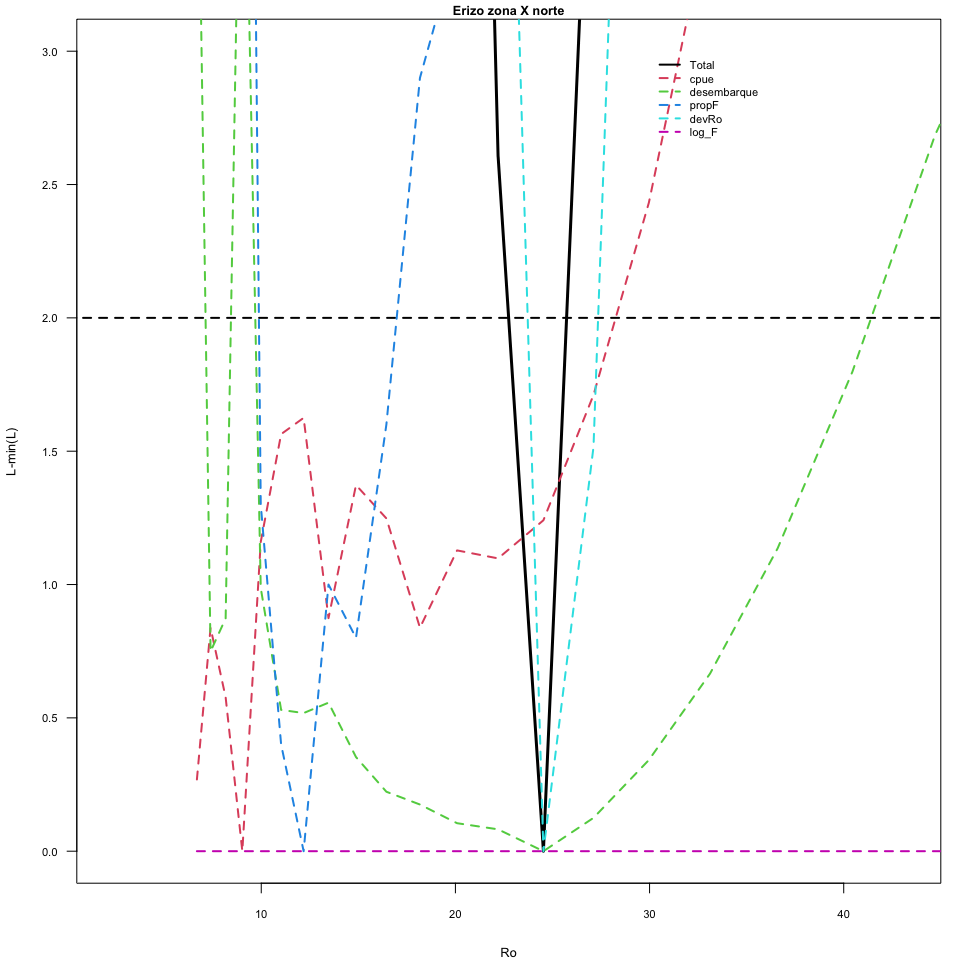 Erizo zona X norte
3.0
2.5
2.0
1.5
1.0
0.5
0.0
L-min(L)
Total
cpue
desembarque
propF
devRo
log_F
10 20 30 40
Ro